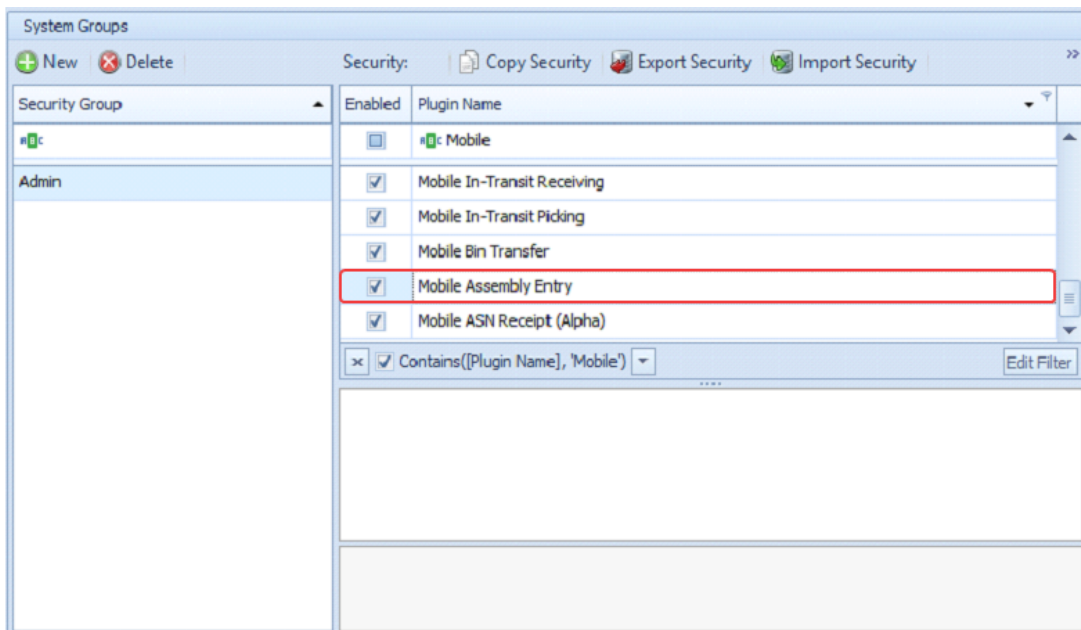 System Groups
New Delete Security: Copy Security Export Security Import Security »
Security Group Enabled Plugin Name
ABC ABC Mobile
Admin Mobile In-Transit Receiving
Mobile In-Transit Picking
Mobile Bin Transfer
Mobile Assembly Entry
Mobile ASN Receipt (Alpha)
Contains([Plugin Name], 'Mobile') Edit Filter